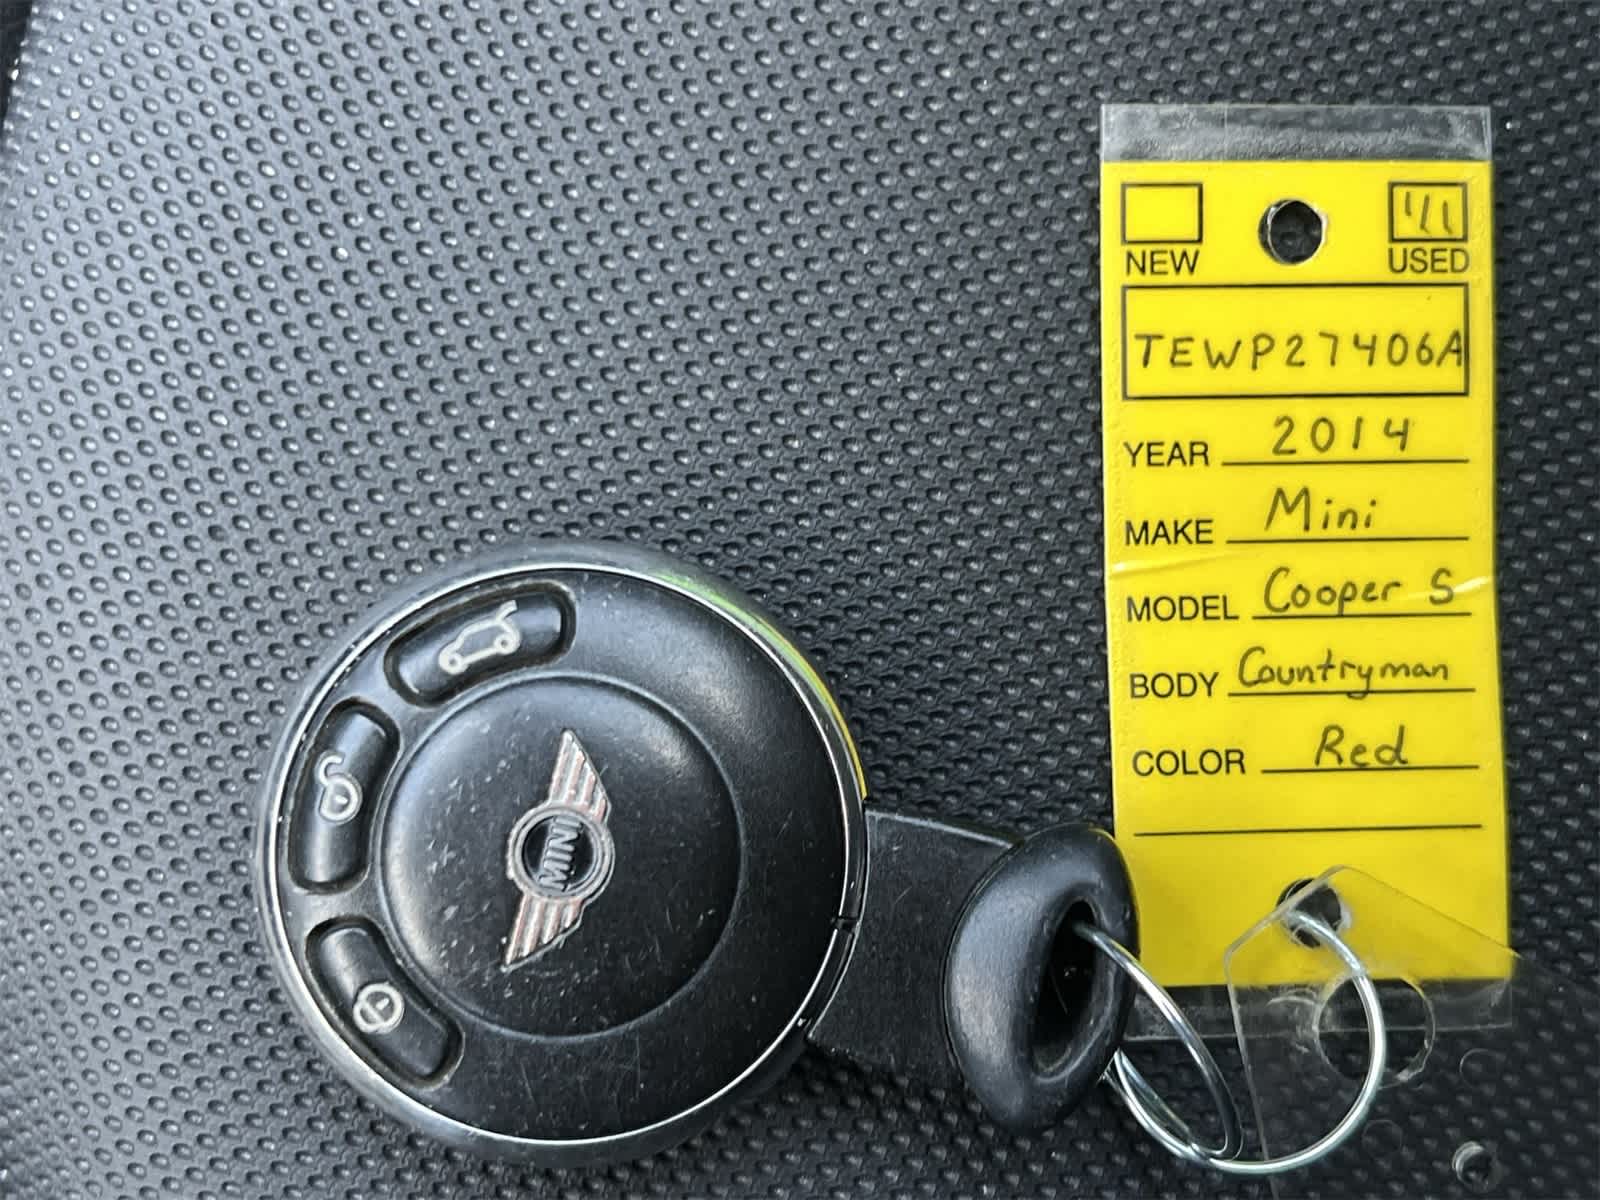 NEW USED
TEWP27406A
YEAR 2014
MAKE Mini
MODEL Cooper S
BODY Countryman
COLOR Red
MINI